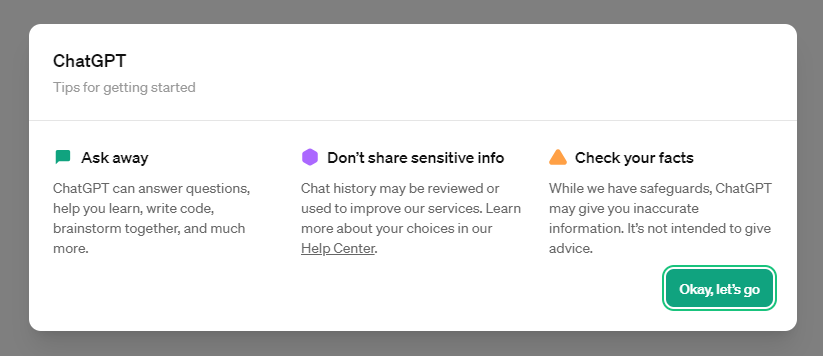 ChatGPT
Tips for getting started
Ask away
ChatGPT can answer questions,
help you learn, write code,
brainstorm together, and much
more.
Don’t share sensitive info
Chat history may be reviewed or
used to improve our services. Learn
more about your choices in our
Help Center.
Check your facts
While we have safeguards, ChatGPT
may give you inaccurate
information. It’s not intended to give
advice.
Okay, let’s go